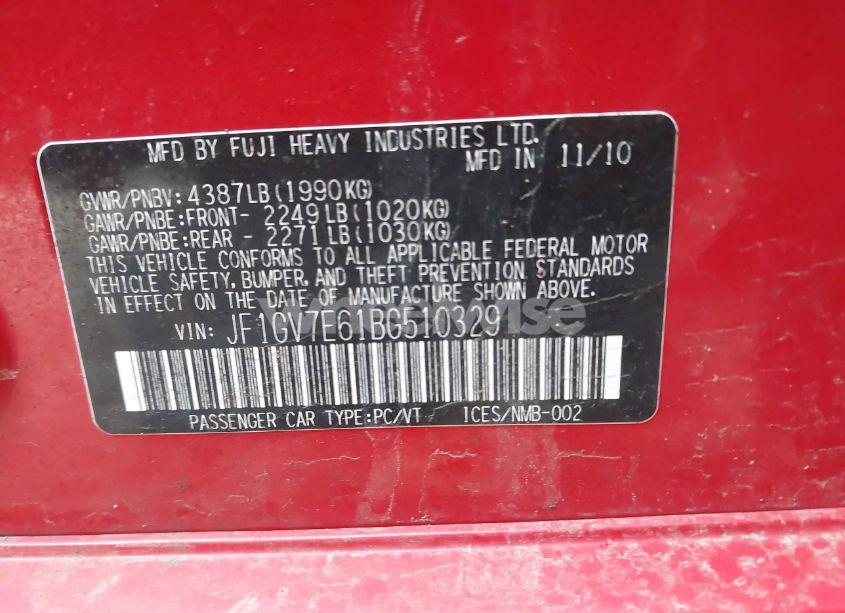 MFD BY FUJI HEAVY INDUSTRIES LTD.
MFD IN 11/10
GVWR/PNBV: 4387LB(1990KG)
GAWR/PNBE:FRONT- 2249LB(1020KG)
GAWR/PNBE:REAR - 2271LB(1030KG)
THIS VEHICLE CONFORMS TO ALL APPLICABLE FEDERAL MOTOR
VEHICLE SAFETY, BUMPER, AND THEFT PREVENTION STANDARDS
IN EFFECT ON THE DATE OF MANUFACTURE SHOWN ABOVE.
VIN: JF1GV7E61BG510329
PASSENGER CAR TYPE:PC/VT ICES/NMB-002